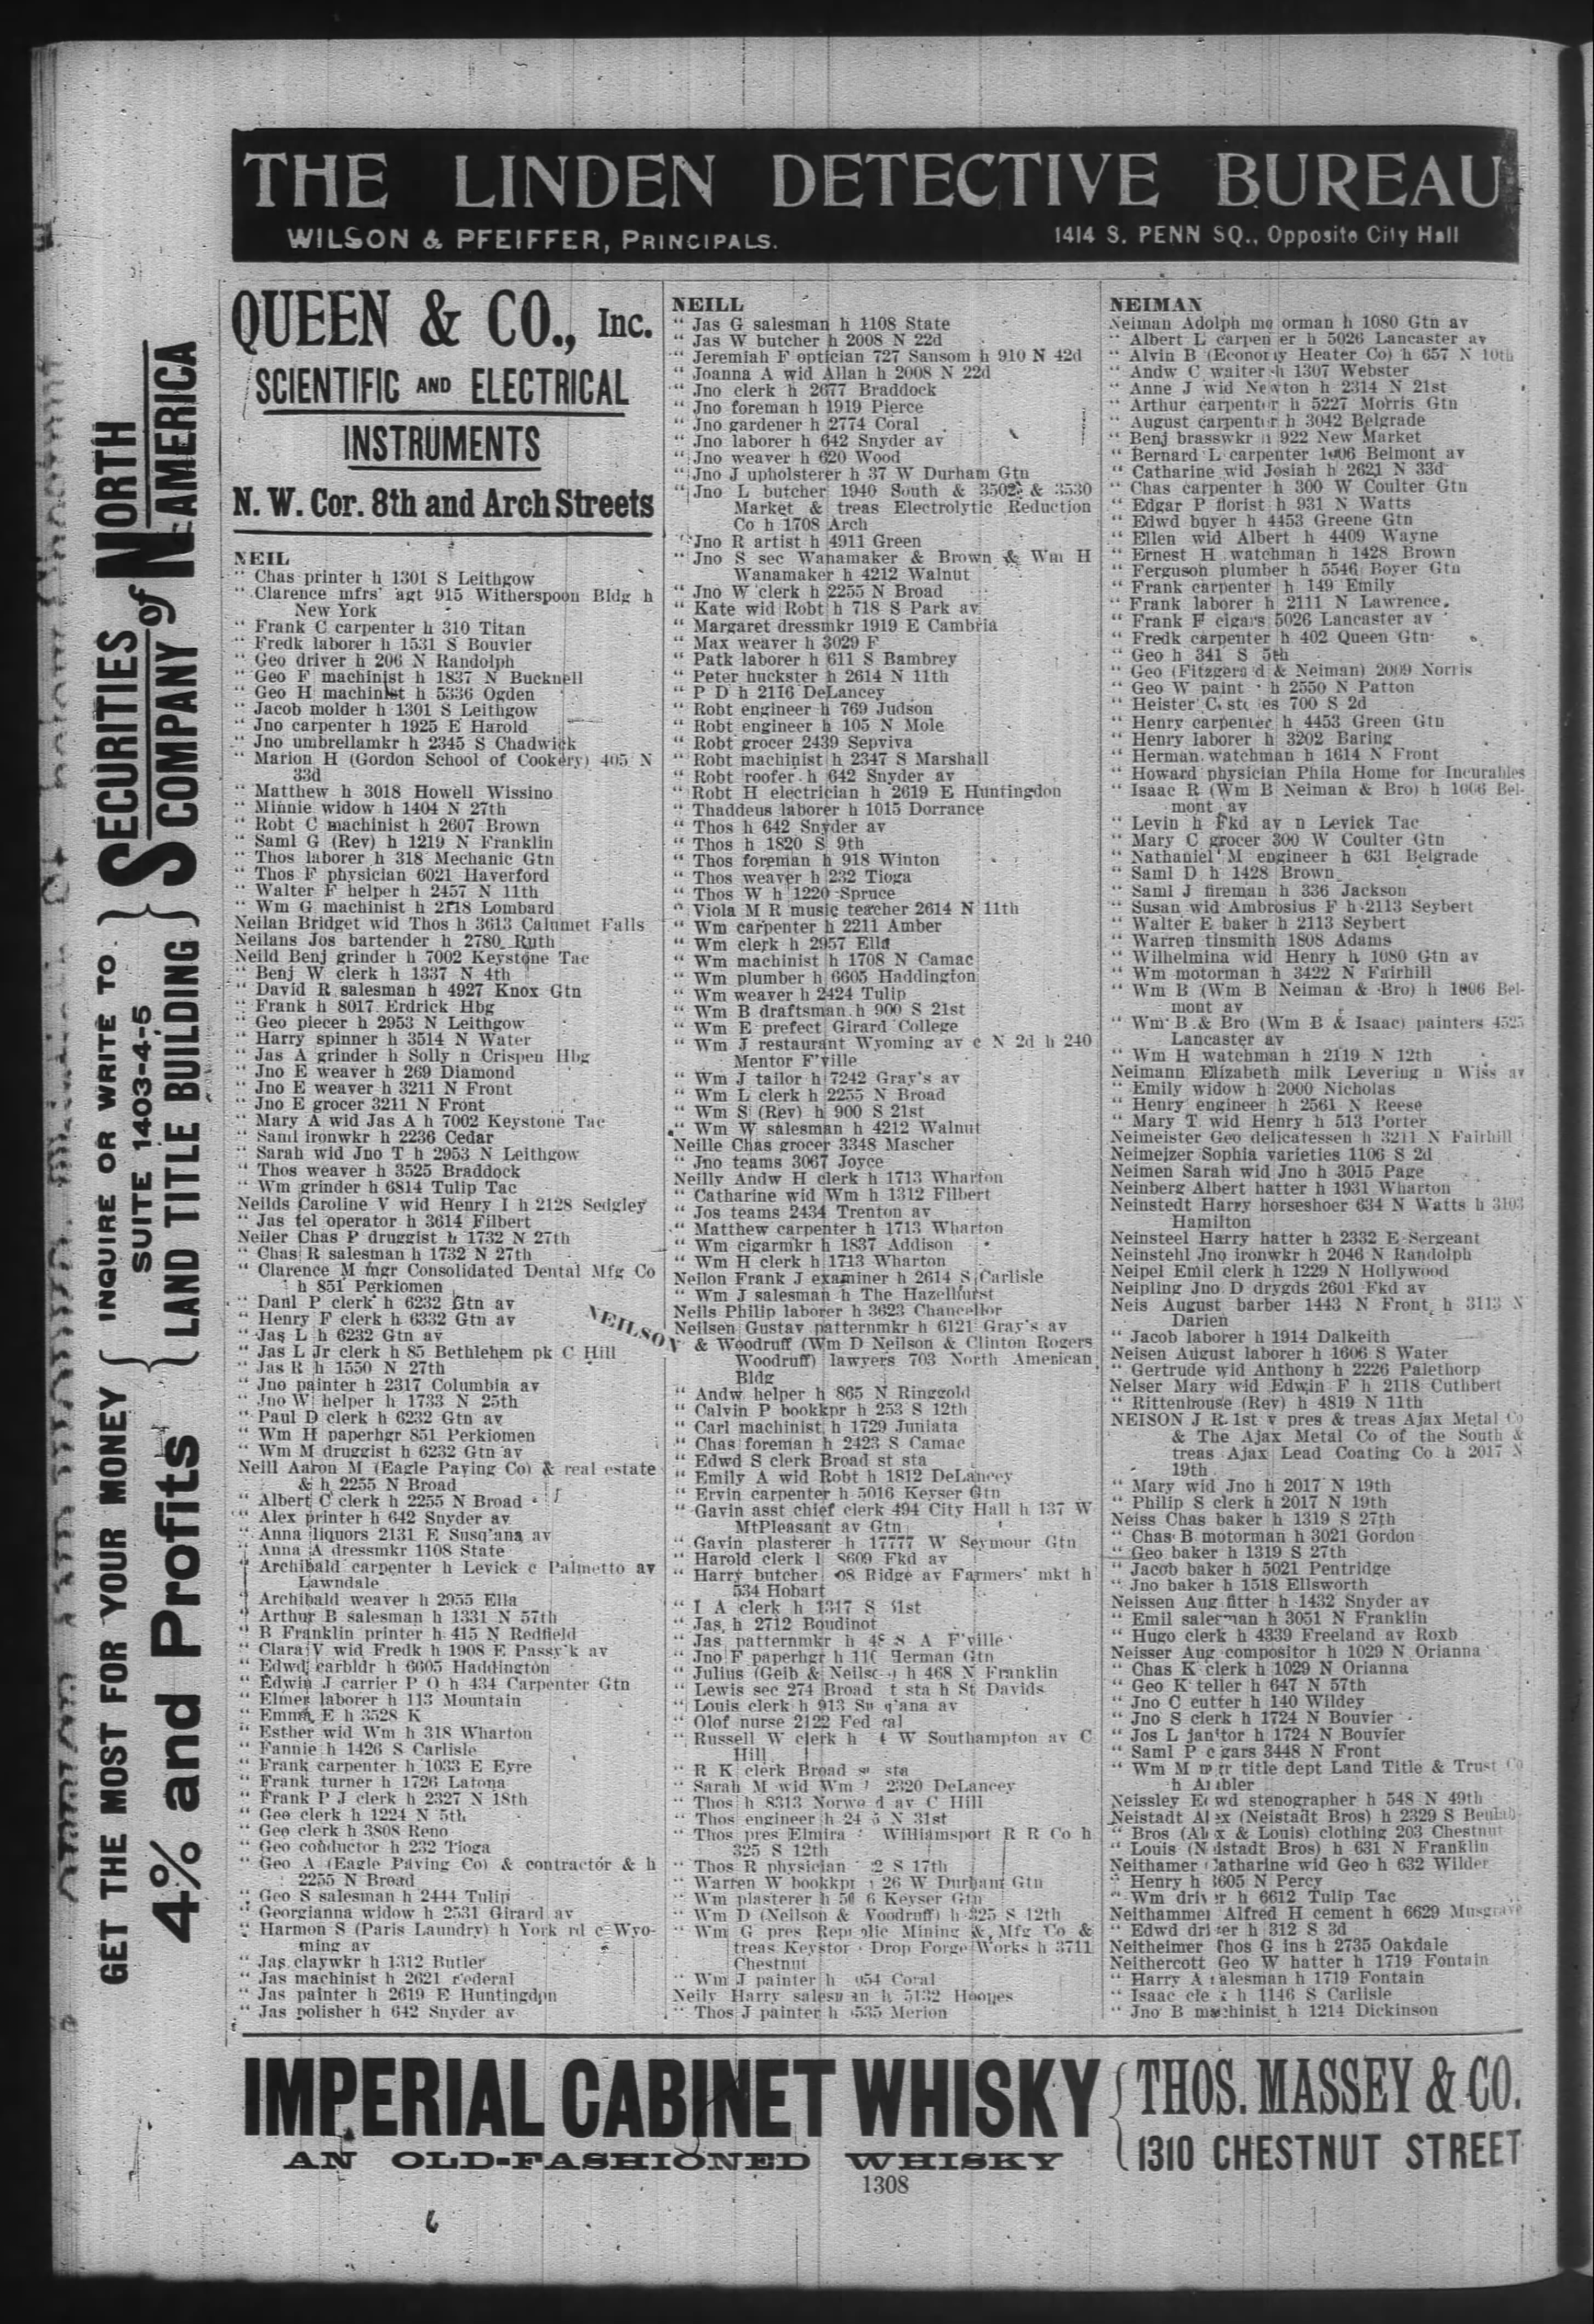 THE LINDEN DETECTIVE BUREAU
WILSON & PFEIFFER, PRINCIPALS.
1414 S. PENN SQ., Opposite City Hall
GET THE MOST FOR YOUR MONEY { INQUIRE OR WRITE TO } SECURITIES
SUITE 1403-4-5
COMPANY of NORTH AMERICA
4% and Profits { LAND TITLE BUILDING }
QUEEN & CO., Inc.
SCIENTIFIC AND ELECTRICAL
INSTRUMENTS
N. W. Cor. 8th and Arch Streets
NEIL
" Chas printer h 1301 S Leithgow
" Clarence mfrs' agt 915 Witherspoon Bldg h
New York
" Frank C carpenter h 310 Titan
" Fredk laborer h 1531 S Bouvier
" Geo driver h 206 N Randolph
" Geo F machinist h 1837 N Bucknell
" Geo H machinist h 5336 Ogden
" Jacob molder h 1301 S Leithgow
" Jno carpenter h 1925 E Harold
" Jno umbrellamkr h 2345 S Chadwick
" Marion H (Gordon School of Cookery) 405 N
33d
" Matthew h 3018 Howell Wissino
" Minnie widow h 1404 N 27th
" Robt C machinist h 2607 Brown
" Saml G (Rev) h 1219 N Franklin
" Thos laborer h 318 Mechanic Gtn
" Thos F physician 6021 Haverford
" Walter F helper h 2457 N 11th
" Wm G machinist h 2118 Lombard
Neilan Bridget wid Thos h 3613 Calumet Falls
Neilans Jos bartender h 2780 Ruth
Neild Benj grinder h 7002 Keystone Tac
" Benj W clerk h 1337 N 4th
" David R salesman h 4927 Knox Gtn
" Frank h 8017 Erdrick Hbg
" Geo piecer h 2953 N Leithgow
" Harry spinner h 3514 N Water
" Jas A grinder h Solly n Crispen Hbg
" Jno E weaver h 269 Diamond
" Jno E weaver h 3211 N Front
" Jno E grocer 3211 N Front
" Mary A wid Jas A h 7002 Keystone Tac
" Saml ironwkr h 2236 Cedar
" Sarah wid Jno T h 2953 N Leithgow
" Thos weaver h 3525 Braddock
" Wm grinder h 6814 Tulip Tac
Neilds Caroline V wid Henry I h 2128 Sedgley
" Jas tel operator h 3614 Filbert
Neiler Chas P druggist h 1732 N 27th
" Chas R salesman h 1732 N 27th
" Clarence M mgr Consolidated Dental Mfg Co
h 851 Perkiomen
" Danl P clerk h 6232 Gtn av
" Henry F clerk h 6332 Gtn av
" Jas L h 6232 Gtn av
" Jas L Jr clerk h 85 Bethlehem pk C Hill
" Jas R h 1550 N 27th
" Jno painter h 2317 Columbia av
" Jno W helper h 1733 N 25th
" Paul D clerk h 6232 Gtn av
" Wm H paperhgr 851 Perkiomen
" Wm M druggist h 6232 Gtn av
Neill Aaron M (Eagle Paving Co) & real estate
& h 2255 N Broad
" Albert C clerk h 2255 N Broad
" Alex printer h 642 Snyder av
" Anna liquors 2131 E Susq'ana av
" Anna A dressmkr 1108 State
" Archibald carpenter h Levick c Palmetto av
Lawndale
" Archibald weaver h 2955 Ella
" Arthur B salesman h 1331 N 57th
" B Franklin printer h 415 N Redfield
" Clara V wid Fredk h 1908 E Passy'k av
" Edwd carbldr h 6605 Haddington
" Edwin J carrier P O h 434 Carpenter Gtn
" Elmer laborer h 113 Mountain
" Emma E h 3528 K
" Esther wid Wm h 318 Wharton
" Fannie h 1426 S Carlisle
" Frank carpenter h 1033 E Eyre
" Frank turner h 1726 Latona
" Frank P J clerk h 2327 N 18th
" Geo clerk h 1224 N 5th
" Geo clerk h 3808 Reno
" Geo conductor h 232 Tioga
" Geo A (Eagle Paving Co) & contractor & h
2255 N Broad
" Geo S salesman h 2444 Tulip
" Georgianna widow h 2531 Girard av
" Harmon S (Paris Laundry) h York rd c Wyo-
ming av
" Jas claywkr h 1312 Butler
" Jas machinist h 2621 Federal
" Jas painter h 2619 E Huntingdon
" Jas polisher h 642 Snyder av
NEILL
" Jas G salesman h 1108 State
" Jas W butcher h 2008 N 22d
" Jeremiah F optician 727 Sansom h 910 N 42d
" Joanna A wid Allan h 2008 N 22d
" Jno clerk h 2677 Braddock
" Jno foreman h 1919 Pierce
" Jno gardener h 2774 Coral
" Jno laborer h 642 Snyder av
" Jno weaver h 620 Wood
" Jno J upholsterer h 37 W Durham Gtn
" Jno L butcher 1940 South & 3502 & 3530
Market & treas Electrolytic Reduction
Co h 1708 Arch
" Jno R artist h 4911 Green
" Jno S sec Wanamaker & Brown & Wm H
Wanamaker h 4212 Walnut
" Jno W clerk h 2255 N Broad
" Kate wid Robt h 718 S Park av
" Margaret dressmkr 1919 E Cambria
" Max weaver h 3029 F
" Patk laborer h 611 S Bambrey
" Peter huckster h 2614 N 11th
" P D h 2116 DeLancey
" Robt engineer h 769 Judson
" Robt engineer h 105 N Mole
" Robt grocer 2439 Sepviva
" Robt machinist h 2347 S Marshall
" Robt roofer h 642 Snyder av
" Robt H electrician h 2619 E Huntingdon
" Thaddeus laborer h 1015 Dorrance
" Thos h 642 Snyder av
" Thos h 1820 S 9th
" Thos foreman h 918 Winton
" Thos weaver h 232 Tioga
" Thos W h 1220 Spruce
" Viola M R music teacher 2614 N 11th
" Wm carpenter h 2211 Amber
" Wm clerk h 2957 Ella
" Wm machinist h 1708 N Camac
" Wm plumber h 6605 Haddington
" Wm weaver h 2424 Tulip
" Wm B draftsman h 900 S 21st
" Wm E prefect Girard College
" Wm J restaurant Wyoming av c N 2d h 240
Mentor F'ville
" Wm J tailor h 7242 Gray's av
" Wm L clerk h 2255 N Broad
" Wm S (Rev) h 900 S 21st
" Wm W salesman h 4212 Walnut
Neille Chas grocer 3348 Mascher
" Jno teams 3067 Joyce
Neilly Andw H clerk h 1713 Wharton
" Catharine wid Wm h 1312 Filbert
" Jos teams 2434 Trenton av
" Matthew carpenter h 1713 Wharton
" Wm cigarmkr h 1837 Addison
" Wm H clerk h 1713 Wharton
Neilon Frank J examiner h 2614 S Carlisle
" Wm J salesman h The Hazelhurst
Neils Philip laborer h 3623 Chancellor
Neilsen Gustav patternmkr h 6121 Gray's av
NEILSON & Woodruff (Wm D Neilson & Clinton Rogers
Woodruff) lawyers 703 North American
Bldg
" Andw helper h 865 N Ringgold
" Calvin P bookkpr h 253 S 12th
" Carl machinist h 1729 Juniata
" Chas foreman h 2423 S Camac
" Edwd S clerk Broad st sta
" Emily A wid Robt h 1812 DeLancey
" Ervin carpenter h 5016 Keyser Gtn
" Gavin asst chief clerk 494 City Hall h 137 W
MtPleasant av Gtn
" Gavin plasterer h 17777 W Seymour Gtn
" Harold clerk 8609 Fkd av
" Harry butcher Ridge av Farmers' mkt h
534 Hobart
" I A clerk h 1317 S
" Jas h 2712 Boudinot
" Jas patternmkr h A F'ville
" Jno F paperhgr h Herman Gtn
" Julius (Geib & Neilson) h 468 N Franklin
" Lewis sec 274 Broad st sta h St Davids
" Louis clerk h 913 Susq'ana av
" Olof nurse 2122 Federal
" Russell W clerk h W Southampton av C
Hill
" R K clerk Broad st sta
" Sarah M wid Wm 2320 DeLancey
" Thos h 8313 Norwood av C Hill
" Thos engineer h N 31st
" Thos pres Elmira & Williamsport R R Co h
325 S 12th
" Thos R physician S 17th
" Warren W bookkpr 26 W Durham Gtn
" Wm plasterer h Keyser Gtn
" Wm D (Neilson & Woodruff) h 325 S 12th
" Wm G pres Republic Mining & Mfg Co &
treas Keystone Drop Forge Works h 3711
Chestnut
" Wm J painter h Coral
Neily Harry salesman h 5132 Hoopes
" Thos J painter h Merion
NEIMAN
Neiman Adolph motorman h 1080 Gtn av
" Albert L carpenter h 5026 Lancaster av
" Alvin B (Economy Heater Co) h 657 N 10th
" Andw C waiter h 1307 Webster
" Anne J wid Newton h 2314 N 21st
" Arthur carpenter h 5227 Morris Gtn
" August carpenter h 3042 Belgrade
" Benj brasswkr h 922 New Market
" Bernard L carpenter 1006 Belmont av
" Catharine wid Josiah h 2621 N 33d
" Chas carpenter h 300 W Coulter Gtn
" Edgar P florist h 931 N Watts
" Edwd buyer h 4453 Greene Gtn
" Ellen wid Albert h 4409 Wayne
" Ernest H watchman h 1428 Brown
" Ferguson plumber h 5546 Boyer Gtn
" Frank carpenter h 149 Emily
" Frank laborer h 2111 N Lawrence
" Frank F cigars 5026 Lancaster av
" Fredk carpenter h 402 Queen Gtn
" Geo h 341 S 5th
" Geo (Fitzgerald & Neiman) 2009 Norris
" Geo W paint h 2550 N Patton
" Heister C stoves 700 S 2d
" Henry carpenter h 4453 Green Gtn
" Henry laborer h 3202 Baring
" Herman watchman h 1614 N Front
" Howard physician Phila Home for Incurables
" Isaac R (Wm B Neiman & Bro) h 1006 Bel-
mont av
" Levin h Fkd av n Levick Tac
" Mary C grocer 300 W Coulter Gtn
" Nathaniel M engineer h 631 Belgrade
" Saml D h 1428 Brown
" Saml J fireman h 336 Jackson
" Susan wid Ambrosius F h 2113 Seybert
" Walter E baker h 2113 Seybert
" Warren tinsmith 1808 Adams
" Wilhelmina wid Henry h 1080 Gtn av
" Wm motorman h 3422 N Fairhill
" Wm B (Wm B Neiman & Bro) h 1006 Bel-
mont av
" Wm B & Bro (Wm B & Isaac) painters 4525
Lancaster av
" Wm H watchman h 2119 N 12th
Neimann Elizabeth milk Levering n Wiss av
" Emily widow h 2000 Nicholas
" Henry engineer h 2561 N Reese
" Mary T wid Henry h 513 Porter
Neimeister Geo delicatessen h 3211 N Fairhill
Neimejzer Sophia varieties 1106 S 2d
Neimen Sarah wid Jno h 3015 Page
Neinberg Albert hatter h 1931 Wharton
Neinstedt Harry horseshoer 634 N Watts h 3103
Hamilton
Neinsteel Harry hatter h 2332 E Sergeant
Neinstehl Jno ironwkr h 2046 N Randolph
Neipel Emil clerk h 1229 N Hollywood
Neipling Jno D drygds 2601 Fkd av
Neis August barber 1443 N Front h 3113 N
Darien
" Jacob laborer h 1914 Dalkeith
Neisen August laborer h 1606 S Water
" Gertrude wid Anthony h 2226 Palethorp
Neiser Mary wid Edwin F h 2118 Cuthbert
" Rittenhouse (Rev) h 4819 N 11th
NEISON J R 1st v pres & treas Ajax Metal Co
& The Ajax Metal Co of the South &
treas Ajax Lead Coating Co h 2017 N
19th
" Mary wid Jno h 2017 N 19th
" Philip S clerk h 2017 N 19th
Neiss Chas baker h 1319 S 27th
" Chas B motorman h 3021 Gordon
" Geo baker h 1319 S 27th
" Jacob baker h 5021 Pentridge
" Jno baker h 1518 Ellsworth
Neissen Aug fitter h 1432 Snyder av
" Emil salesman h 3051 N Franklin
" Hugo clerk h 4339 Freeland av Roxb
Neisser Aug compositor h 1029 N Orianna
" Chas K clerk h 1029 N Orianna
" Geo K teller h 647 N 57th
" Jno C cutter h 140 Wildey
" Jno S clerk h 1724 N Bouvier
" Jos L janitor h 1724 N Bouvier
" Saml P cigars 3448 N Front
" Wm M mgr title dept Land Title & Trust Co
h Ambler
Neissley Edwd stenographer h 548 N 49th
Neistadt Alex (Neistadt Bros) h 2329 S Beulah
" Bros (Alex & Louis) clothing 203 Chestnut
" Louis (Neistadt Bros) h 631 N Franklin
Neithamer Catharine wid Geo h 632 Wilder
" Henry h 3605 N Percy
" Wm driver h 6612 Tulip Tac
Neithammel Alfred H cement h 6629 Musgrave
" Edwd driver h 312 S 3d
Neitheimer Thos G ins h 2735 Oakdale
Neithercott Geo W hatter h 1719 Fontain
" Harry A salesman h 1719 Fontain
" Isaac clerk h 1146 S Carlisle
" Jno B machinist h 1214 Dickinson
IMPERIAL CABINET WHISKY { THOS. MASSEY & CO.
AN OLD-FASHIONED WHISKY
1310 CHESTNUT STREET
1308